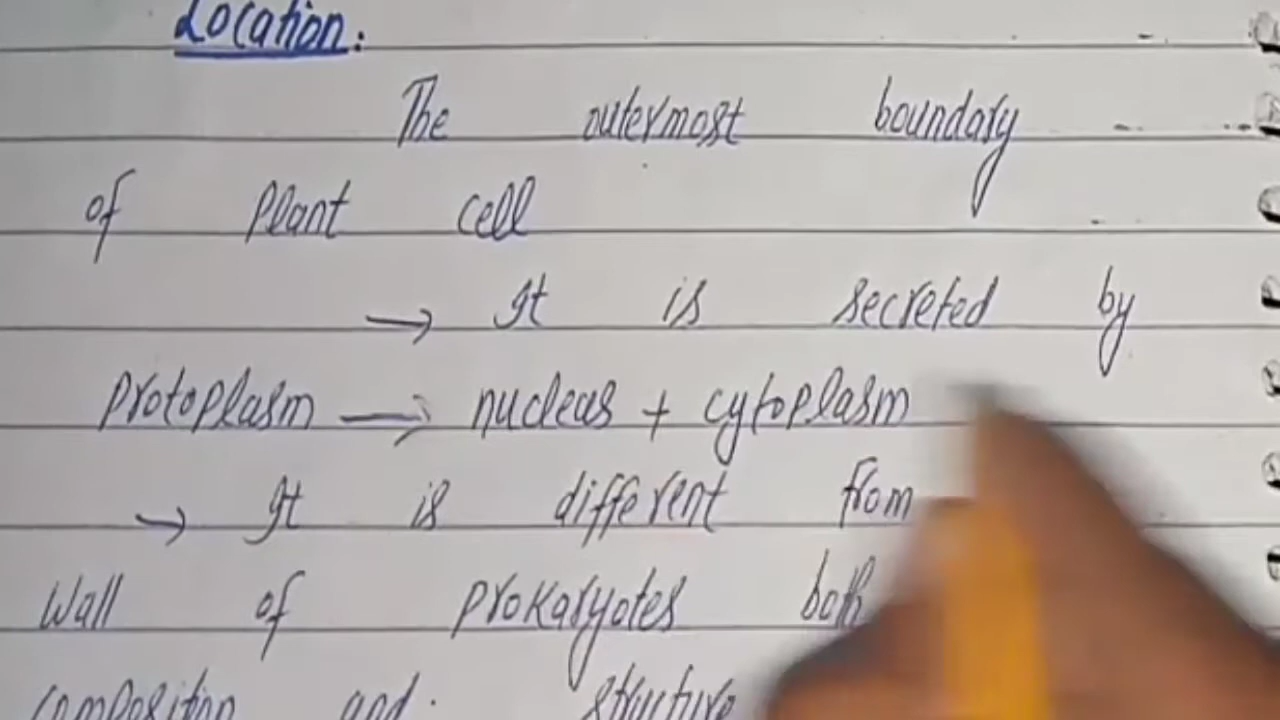 Location:
The outermost boundary
of Plant cell
→ It is secreted by
Protoplasm → nucleus + cytoplasm
→ It is different from
Wall of prokaryotes both
composition and structure